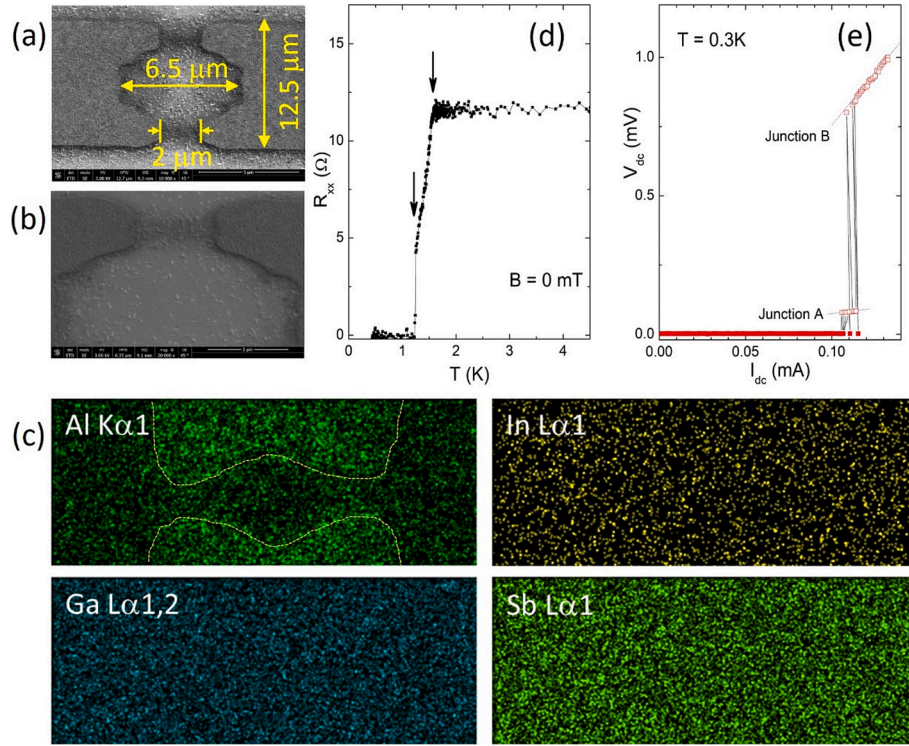 (a)
6.5 μm
12.5 μm
2 μm
(b)
(d)
R_xx (Ω)
15
10
5
0
B = 0 mT
0
1
2
3
4
T (K)
(e)
T = 0.3K
V_dc (mV)
1.0
0.5
0.0
Junction B
Junction A
0.00
0.05
0.10
I_dc (mA)
(c)
Al Kα1
In Lα1
Ga Lα1,2
Sb Lα1